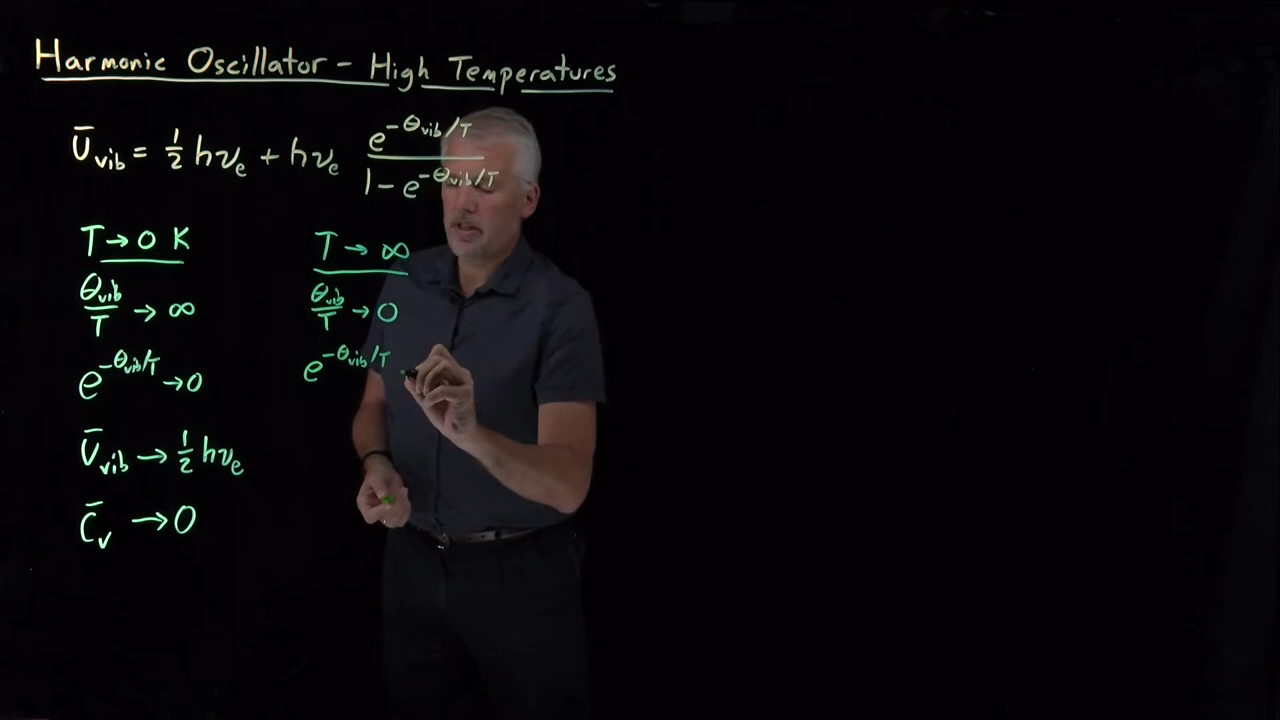 Harmonic Oscillator - High Temperatures
Ū_vib = 1/2 hν_e + hν_e e^(-Θ_vib/T) / (1 - e^(-Θ_vib/T))
T → 0 K
Θ_vib/T → ∞
e^(-Θ_vib/T) → 0
Ū_vib → 1/2 hν_e
C̄_v → 0
T → ∞
Θ_vib/T → 0
e^(-Θ_vib/T)